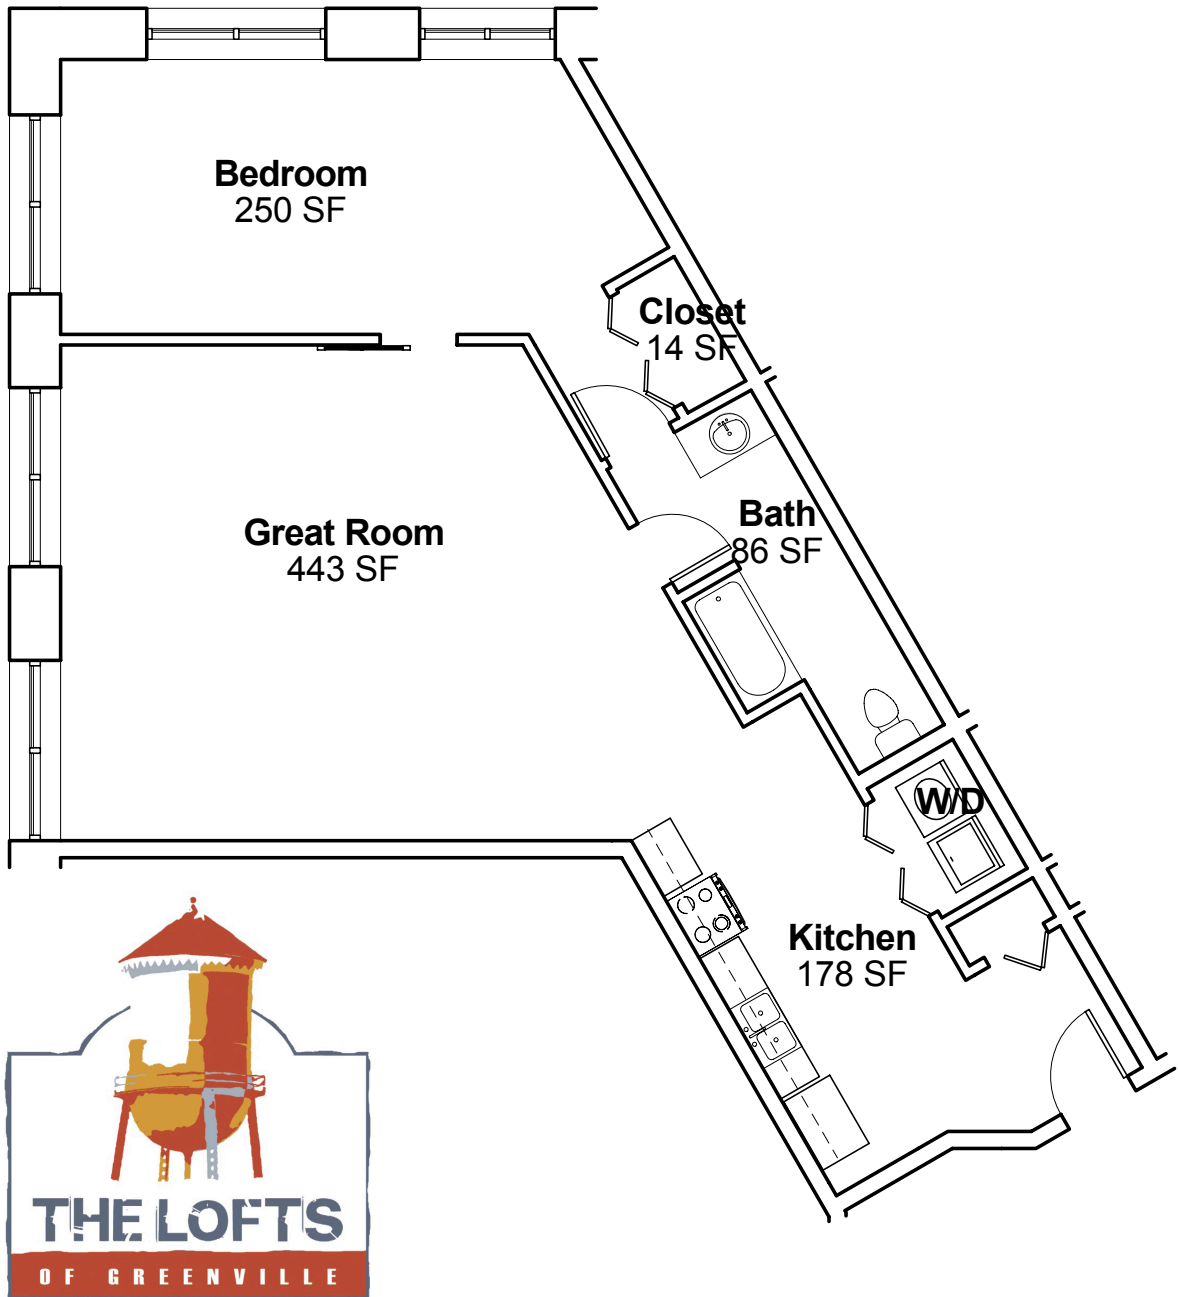 Bedroom
250 SF
Closet
14 SF
Great Room
443 SF
Bath
86 SF
W/D
Kitchen
178 SF
THE LOFTS
OF GREENVILLE